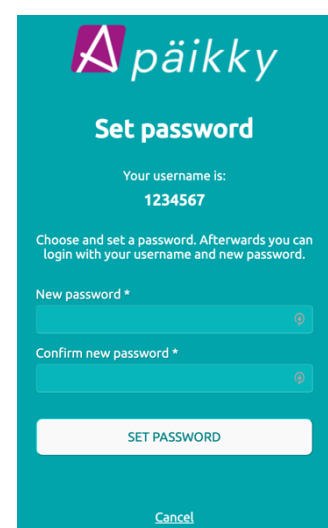 päikky
Set password
Your username is:
1234567
Choose and set a password. Afterwards you can
login with your username and new password.
New password *
Confirm new password *
SET PASSWORD
Cancel